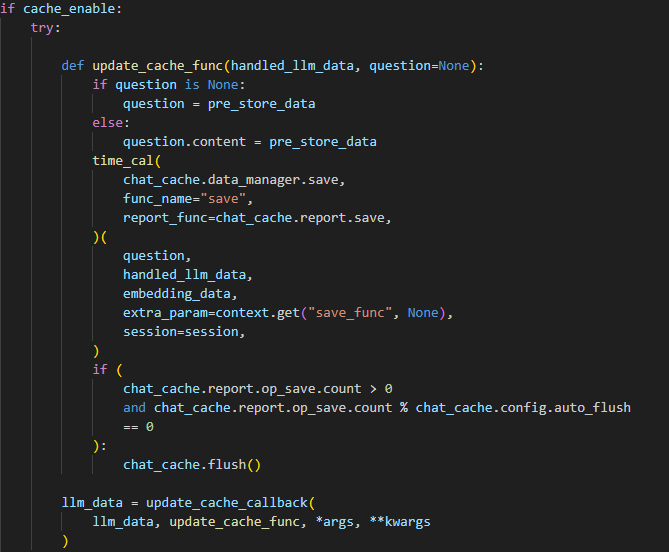 if cache_enable:
    try:
        def update_cache_func(handled_llm_data, question=None):
            if question is None:
                question = pre_store_data
            else:
                question.content = pre_store_data
            time_cal(
                chat_cache.data_manager.save,
                func_name="save",
                report_func=chat_cache.report.save,
            )(
                question,
                handled_llm_data,
                embedding_data,
                extra_param=context.get("save_func", None),
                session=session,
            )
            if (
                chat_cache.report.op_save.count > 0
                and chat_cache.report.op_save.count % chat_cache.config.auto_flush
                == 0
            ):
                chat_cache.flush()
        llm_data = update_cache_callback(
            llm_data, update_cache_func, *args, **kwargs
        )